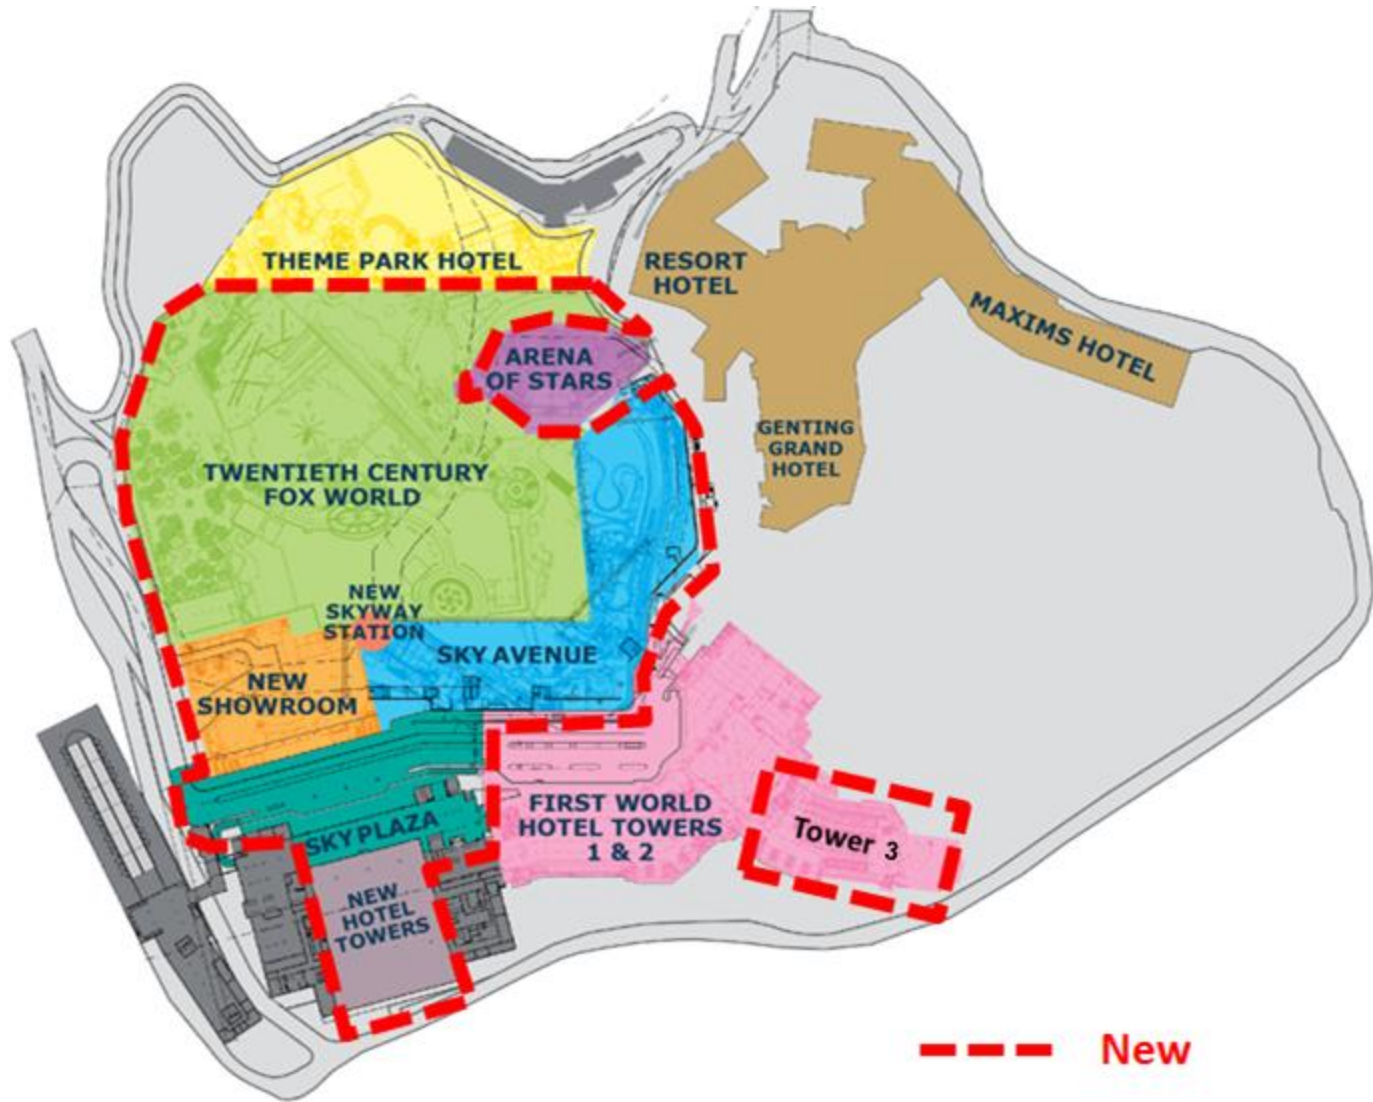 THEME PARK HOTEL
RESORT
HOTEL
MAXIMS HOTEL
ARENA
OF STARS
GENTING
GRAND
HOTEL
TWENTIETH CENTURY
FOX WORLD
NEW
SKYWAY
STATION
SKY AVENUE
NEW
SHOWROOM
SKY PLAZA
FIRST WORLD
HOTEL TOWERS
1 & 2
Tower 3
NEW
HOTEL
TOWERS
New